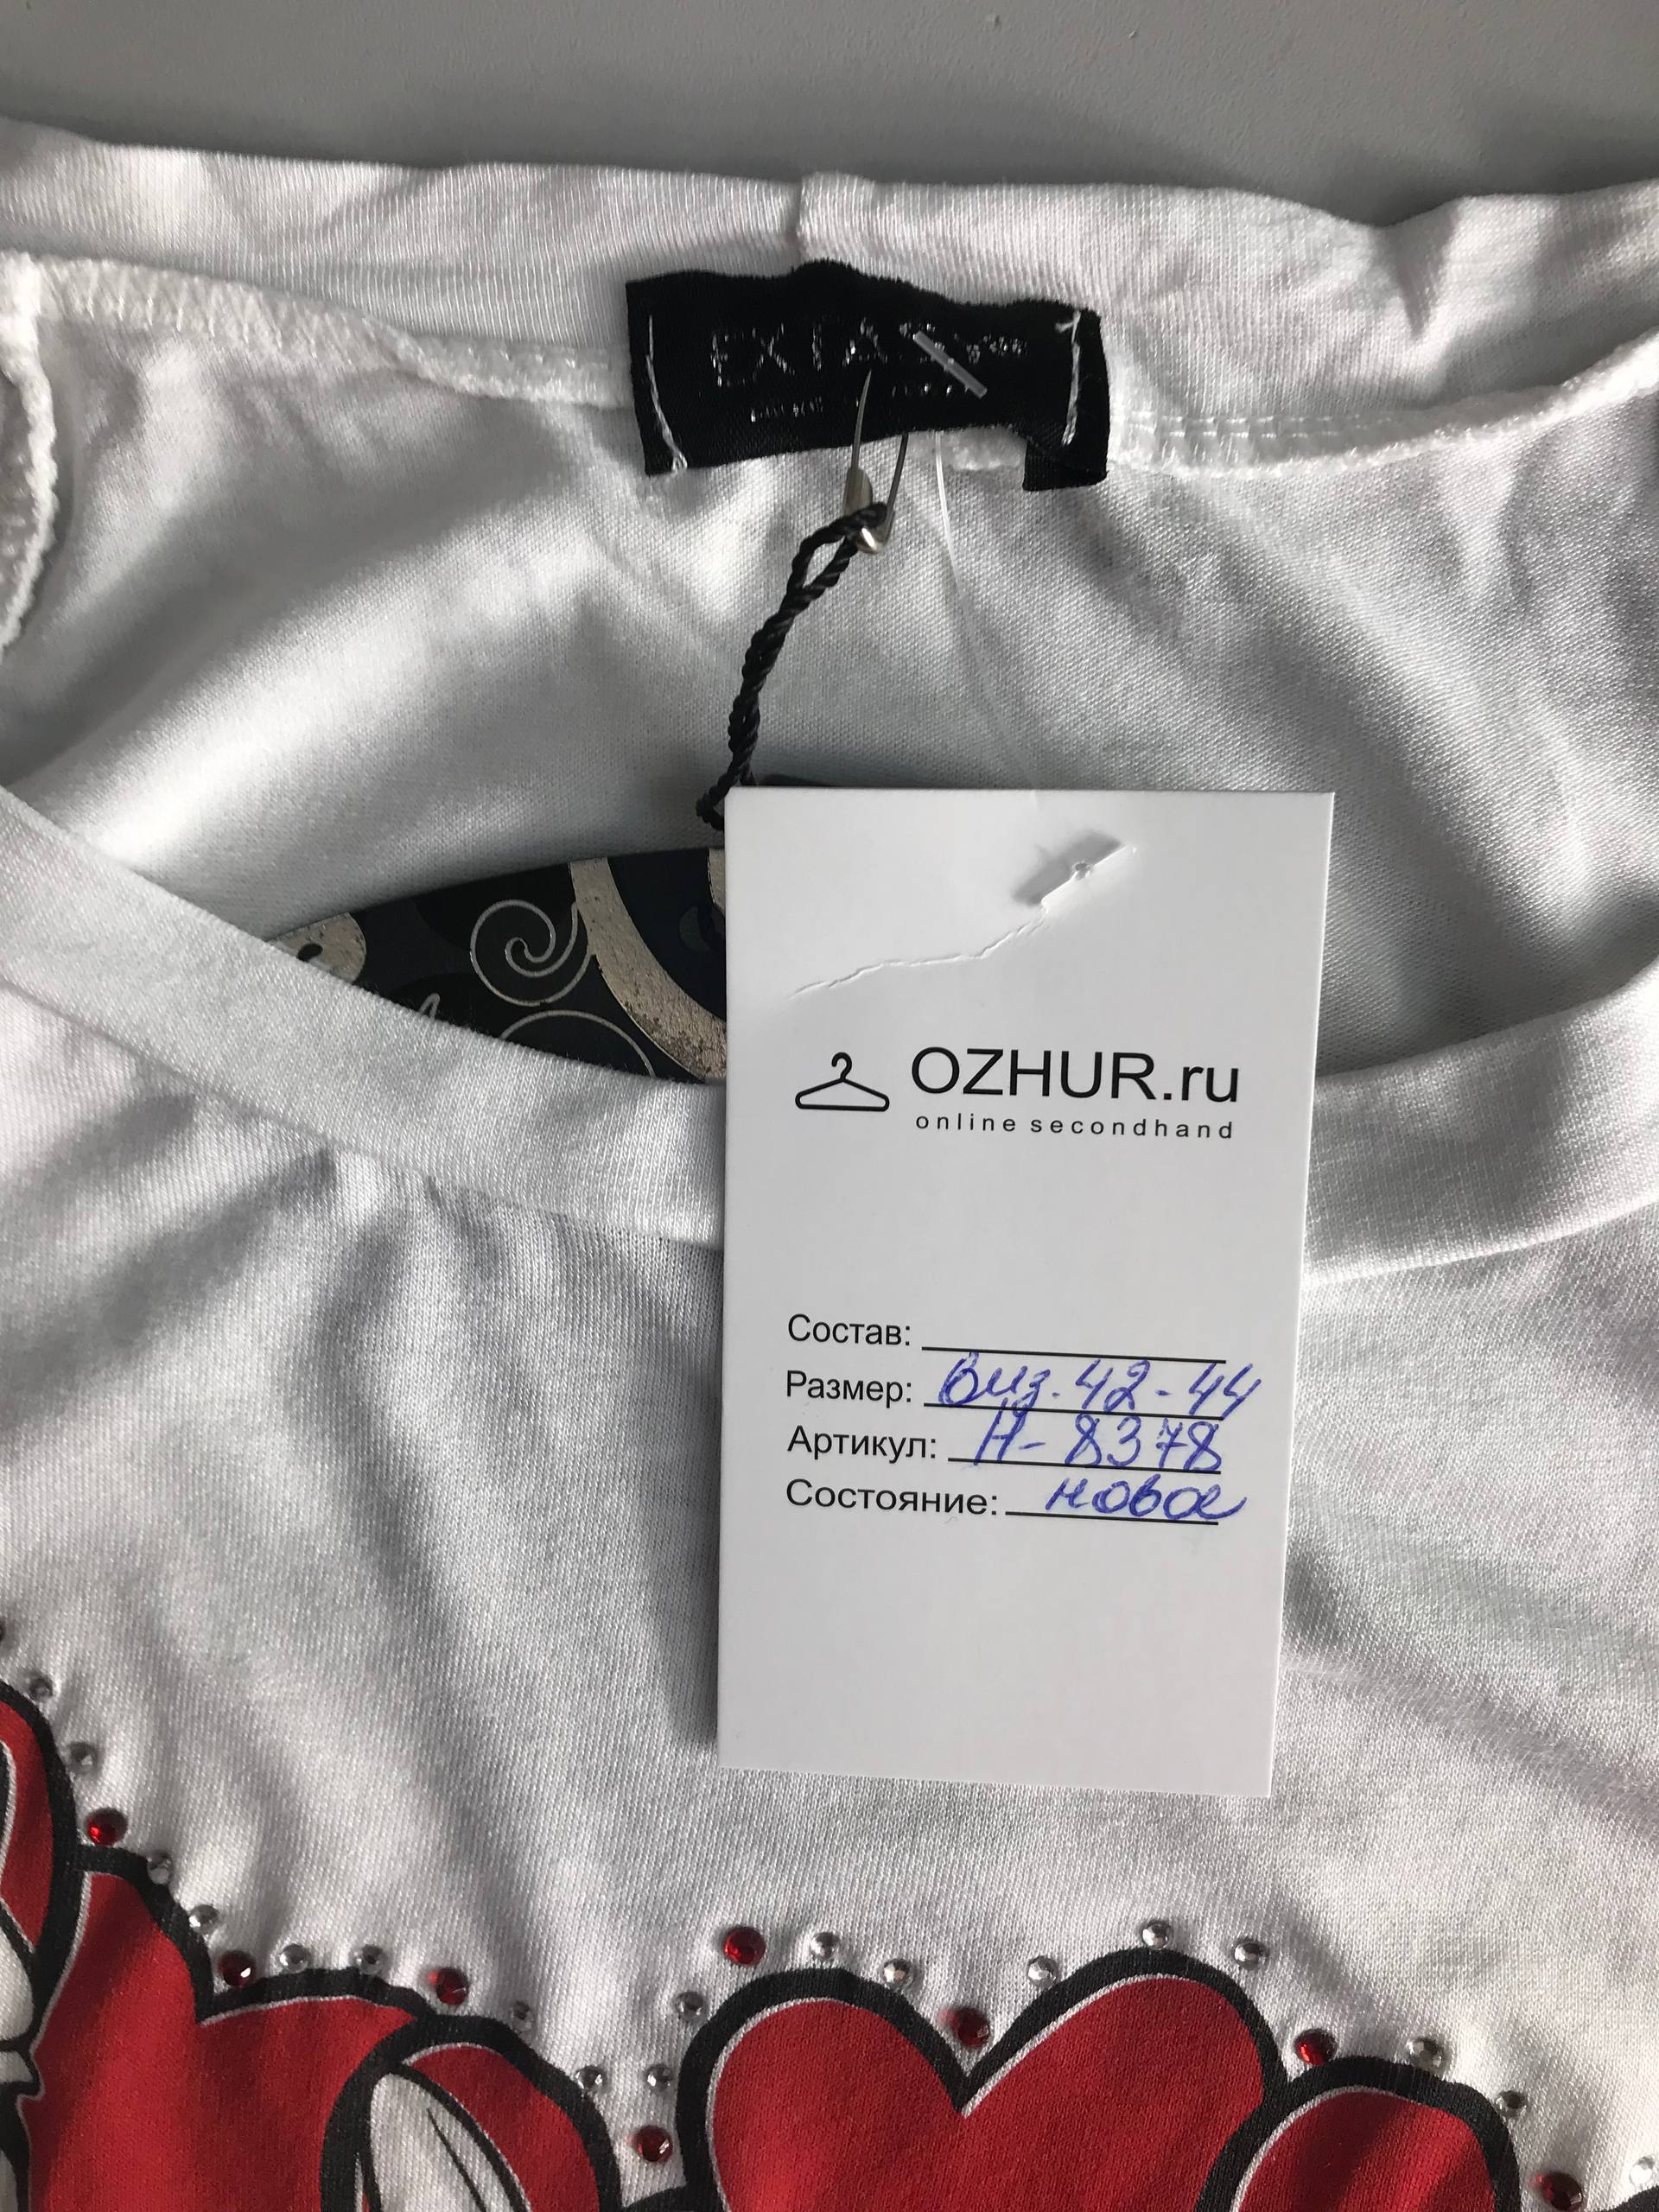 OZHUR.ru
online secondhand
Состав:
Размер: виз. 42-44
Артикул: Н-8378
Состояние: новое